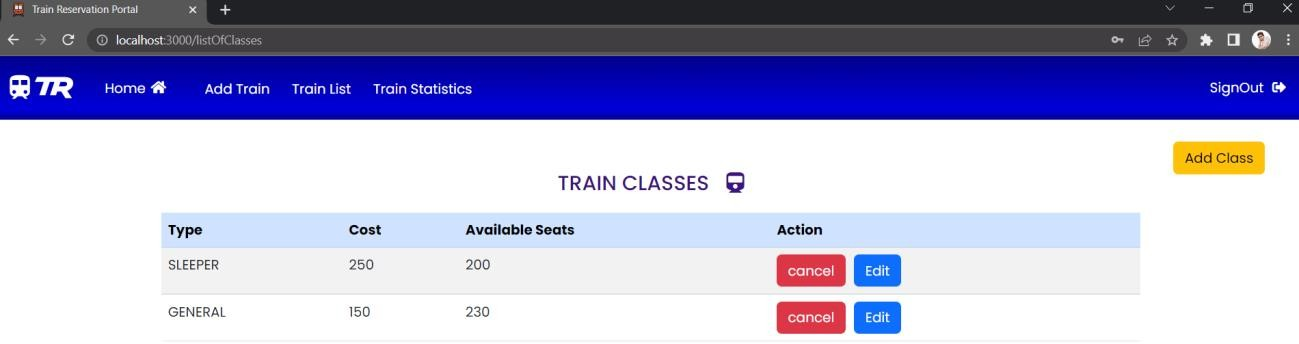 Train Reservation Portal
localhost:3000/listOfClasses
TR Home Add Train Train List Train Statistics SignOut
Add Class
TRAIN CLASSES
Type Cost Available Seats Action
SLEEPER 250 200 cancel Edit
GENERAL 150 230 cancel Edit